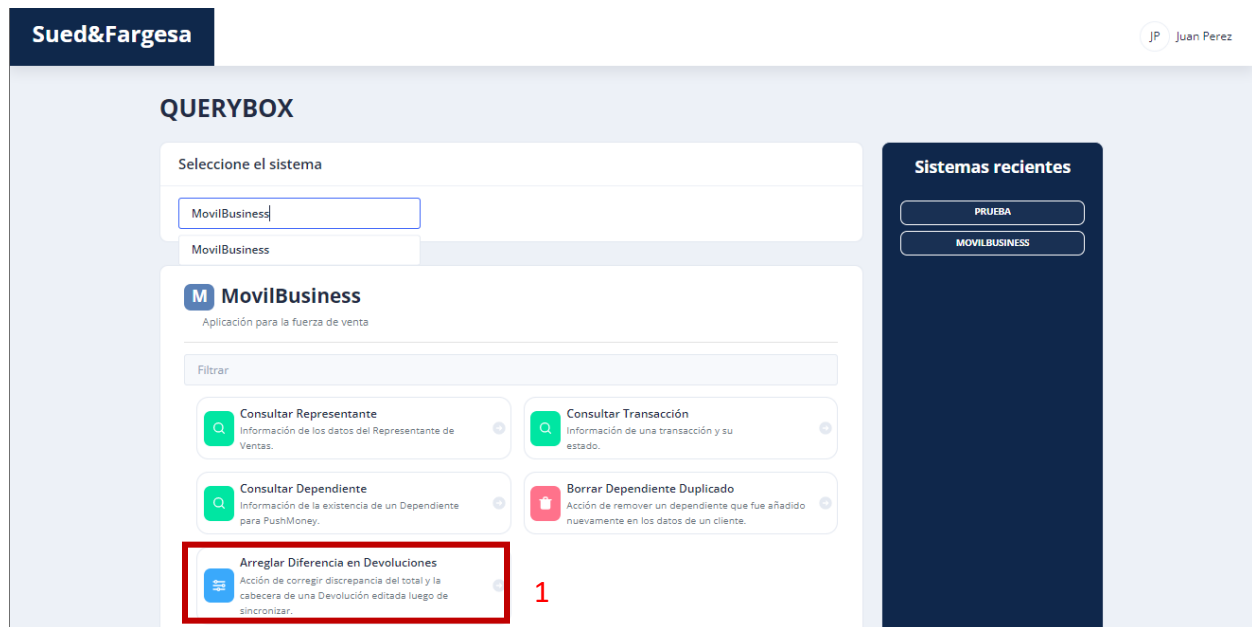 Sued&Fargesa
JP Juan Perez
QUERYBOX
Seleccione el sistema
MovilBusiness
MovilBusiness
Sistemas recientes
PRUEBA
MOVILBUSINESS
M MovilBusiness
Aplicación para la fuerza de venta
Filtrar
Consultar Representante
Información de los datos del Representante de
Ventas.
Consultar Transacción
Información de una transacción y su
estado.
Consultar Dependiente
Información de la existencia de un Dependiente
para PushMoney.
Borrar Dependiente Duplicado
Acción de remover un dependiente que fue añadido
nuevamente en los datos de un cliente.
Arreglar Diferencia en Devoluciones
Acción de corregir discrepancia del total y la
cabecera de una Devolución editada luego de
sincronizar.
1